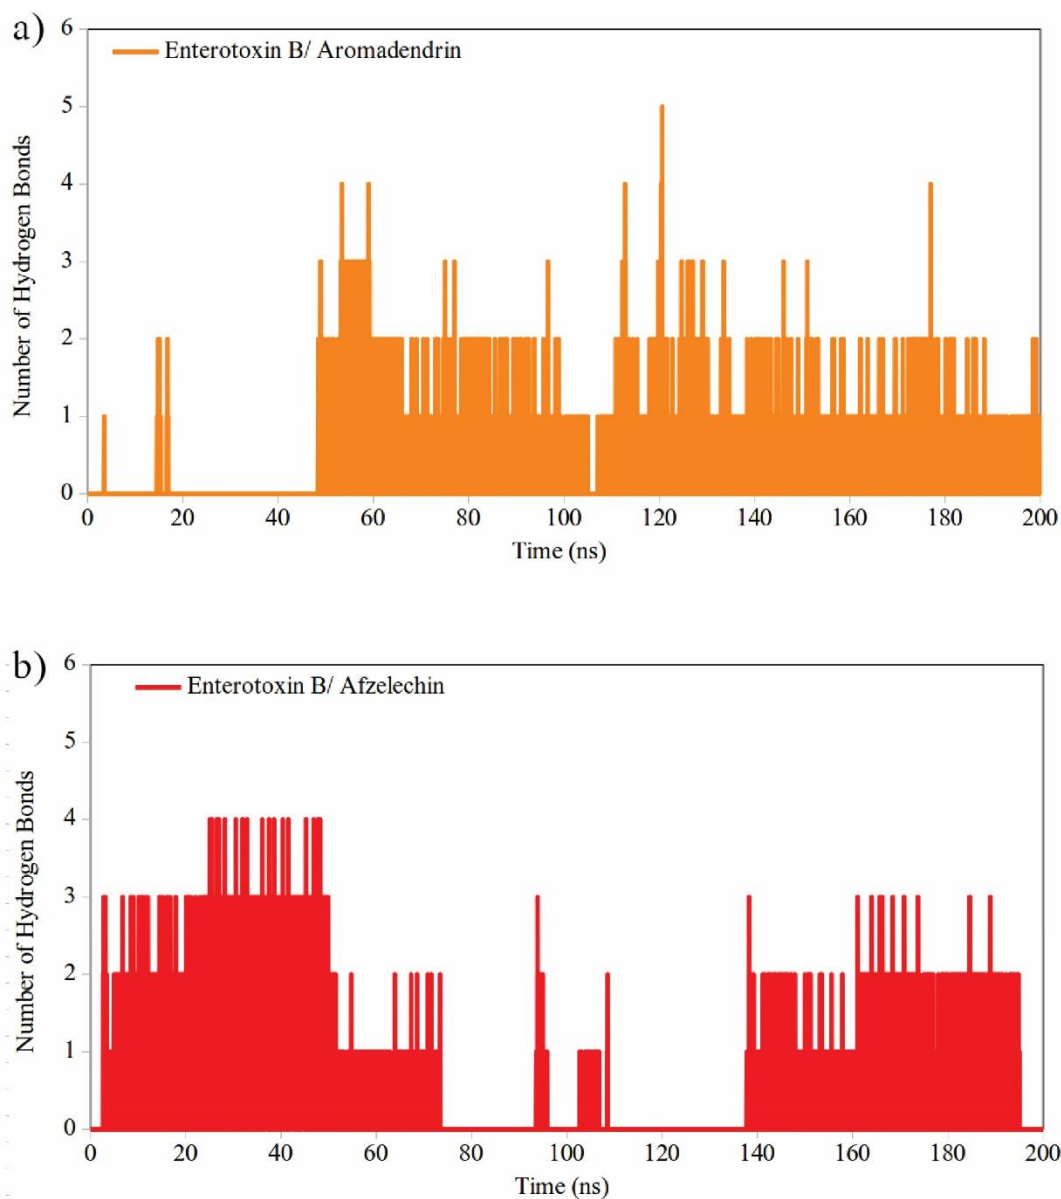 a)
Enterotoxin B/ Aromadendrin
Number of Hydrogen Bonds
6
5
4
3
2
1
0
0 20 40 60 80 100 120 140 160 180 200
Time (ns)
b)
Enterotoxin B/ Afzelechin
Number of Hydrogen Bonds
6
5
4
3
2
1
0
0 20 40 60 80 100 120 140 160 180 200
Time (ns)